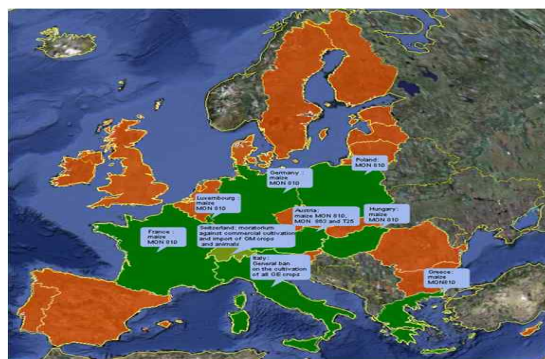 Poland:
MON 810
Germany :
maize
MON 810
Luxembourg :
maize
MON 810
Austria:
maize MON 810,
MON 863 and T25
Hungary:
maize
MON 810
France :
maize
MON 810
Switzerland: moratorium
against commercial cultivation
and import of GM crops
and animals
Italy:
General ban
on the cultivation
of all GE crops
Greece :
maize
MON810